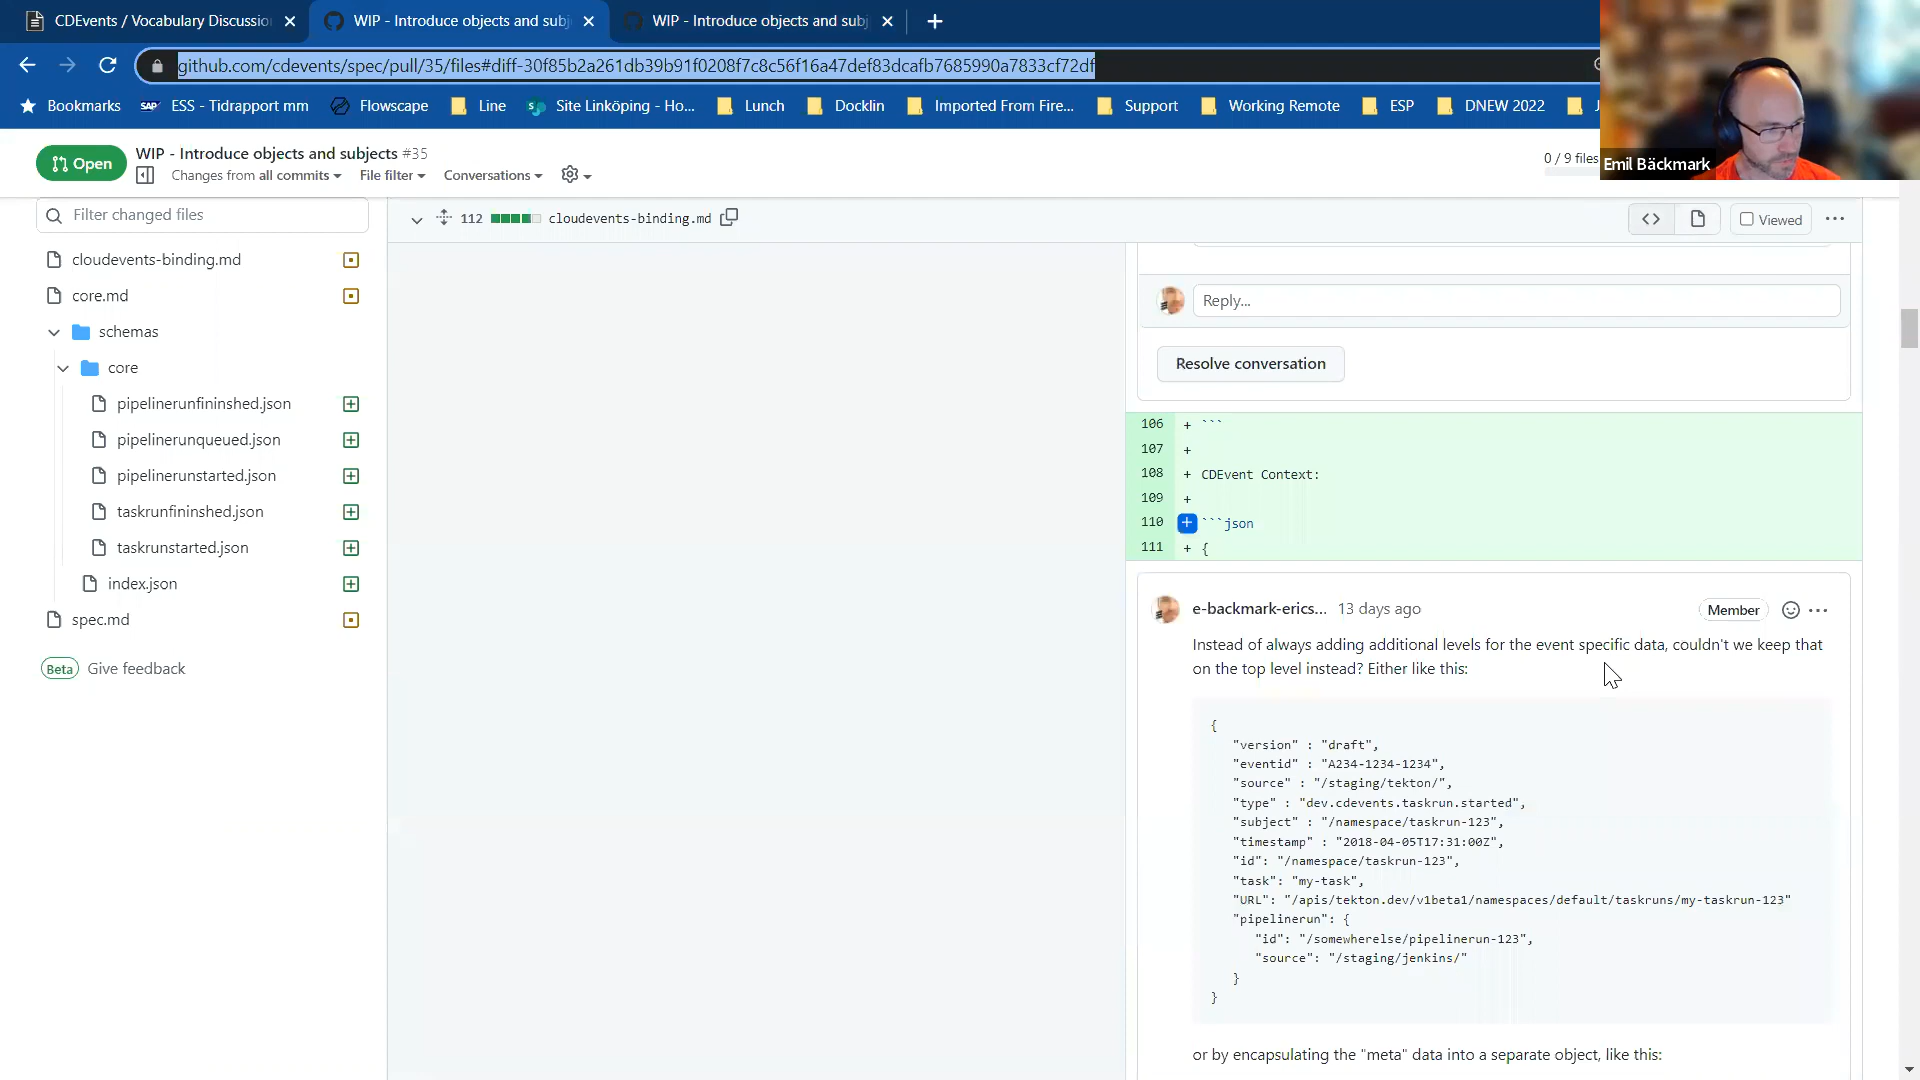 CDEvents / Vocabulary Discussio
WIP - Introduce objects and subj
WIP - Introduce objects and subj
github.com/cdevents/spec/pull/35/files#diff-30f85b2a261db39b91f0208f7c8c56f16a47def83dcafb7685990a7833cf72df
Bookmarks
SAP ESS - Tidrapport mm
Flowscape
Line
Site Linköping - Ho...
Lunch
Docklin
Imported From Fire...
Support
Working Remote
ESP
DNEW 2022
Emil Bäckmark
Open
WIP - Introduce objects and subjects #35
Changes from all commits
File filter
Conversations
0 / 9 files
Filter changed files
cloudevents-binding.md
core.md
schemas
core
pipelinerunfininshed.json
pipelinerunqueued.json
pipelinerunstarted.json
taskrunfininshed.json
taskrunstarted.json
index.json
spec.md
Beta Give feedback
112 cloudevents-binding.md
<> Viewed
Reply...
Resolve conversation
106 + ```
107 +
108 + CDEvent Context:
109 +
110 + ```json
111 + {
e-backmark-erics... 13 days ago
Member
Instead of always adding additional levels for the event specific data, couldn't we keep that
on the top level instead? Either like this:
{
"version" : "draft",
"eventid" : "A234-1234-1234",
"source" : "/staging/tekton/",
"type" : "dev.cdevents.taskrun.started",
"subject" : "/namespace/taskrun-123",
"timestamp" : "2018-04-05T17:31:00Z",
"id": "/namespace/taskrun-123",
"task": "my-task",
"URL": "/apis/tekton.dev/v1beta1/namespaces/default/taskruns/my-taskrun-123"
"pipelinerun": {
"id": "/somewherelse/pipelinerun-123",
"source": "/staging/jenkins/"
}
}
or by encapsulating the "meta" data into a separate object, like this: